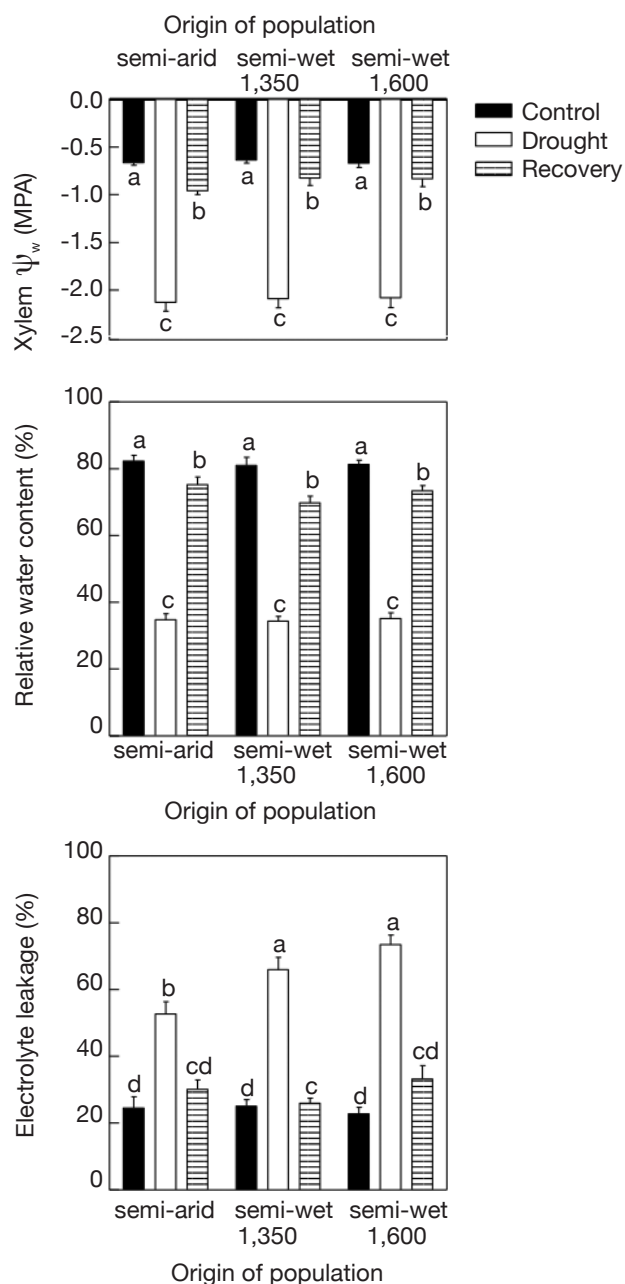 Origin of population
semi-arid semi-wet semi-wet
1,350 1,600
Control
Drought
Recovery
Xylem Ψw (MPA)
0.0
-0.5
-1.0
-1.5
-2.0
-2.5
a a a
b b b
c c c
Relative water content (%)
100
80
60
40
20
0
a a a
b b b
c c c
semi-arid semi-wet semi-wet
1,350 1,600
Origin of population
Electrolyte leakage (%)
100
80
60
40
20
0
a a
b
d cd d c d cd
semi-arid semi-wet semi-wet
1,350 1,600
Origin of population